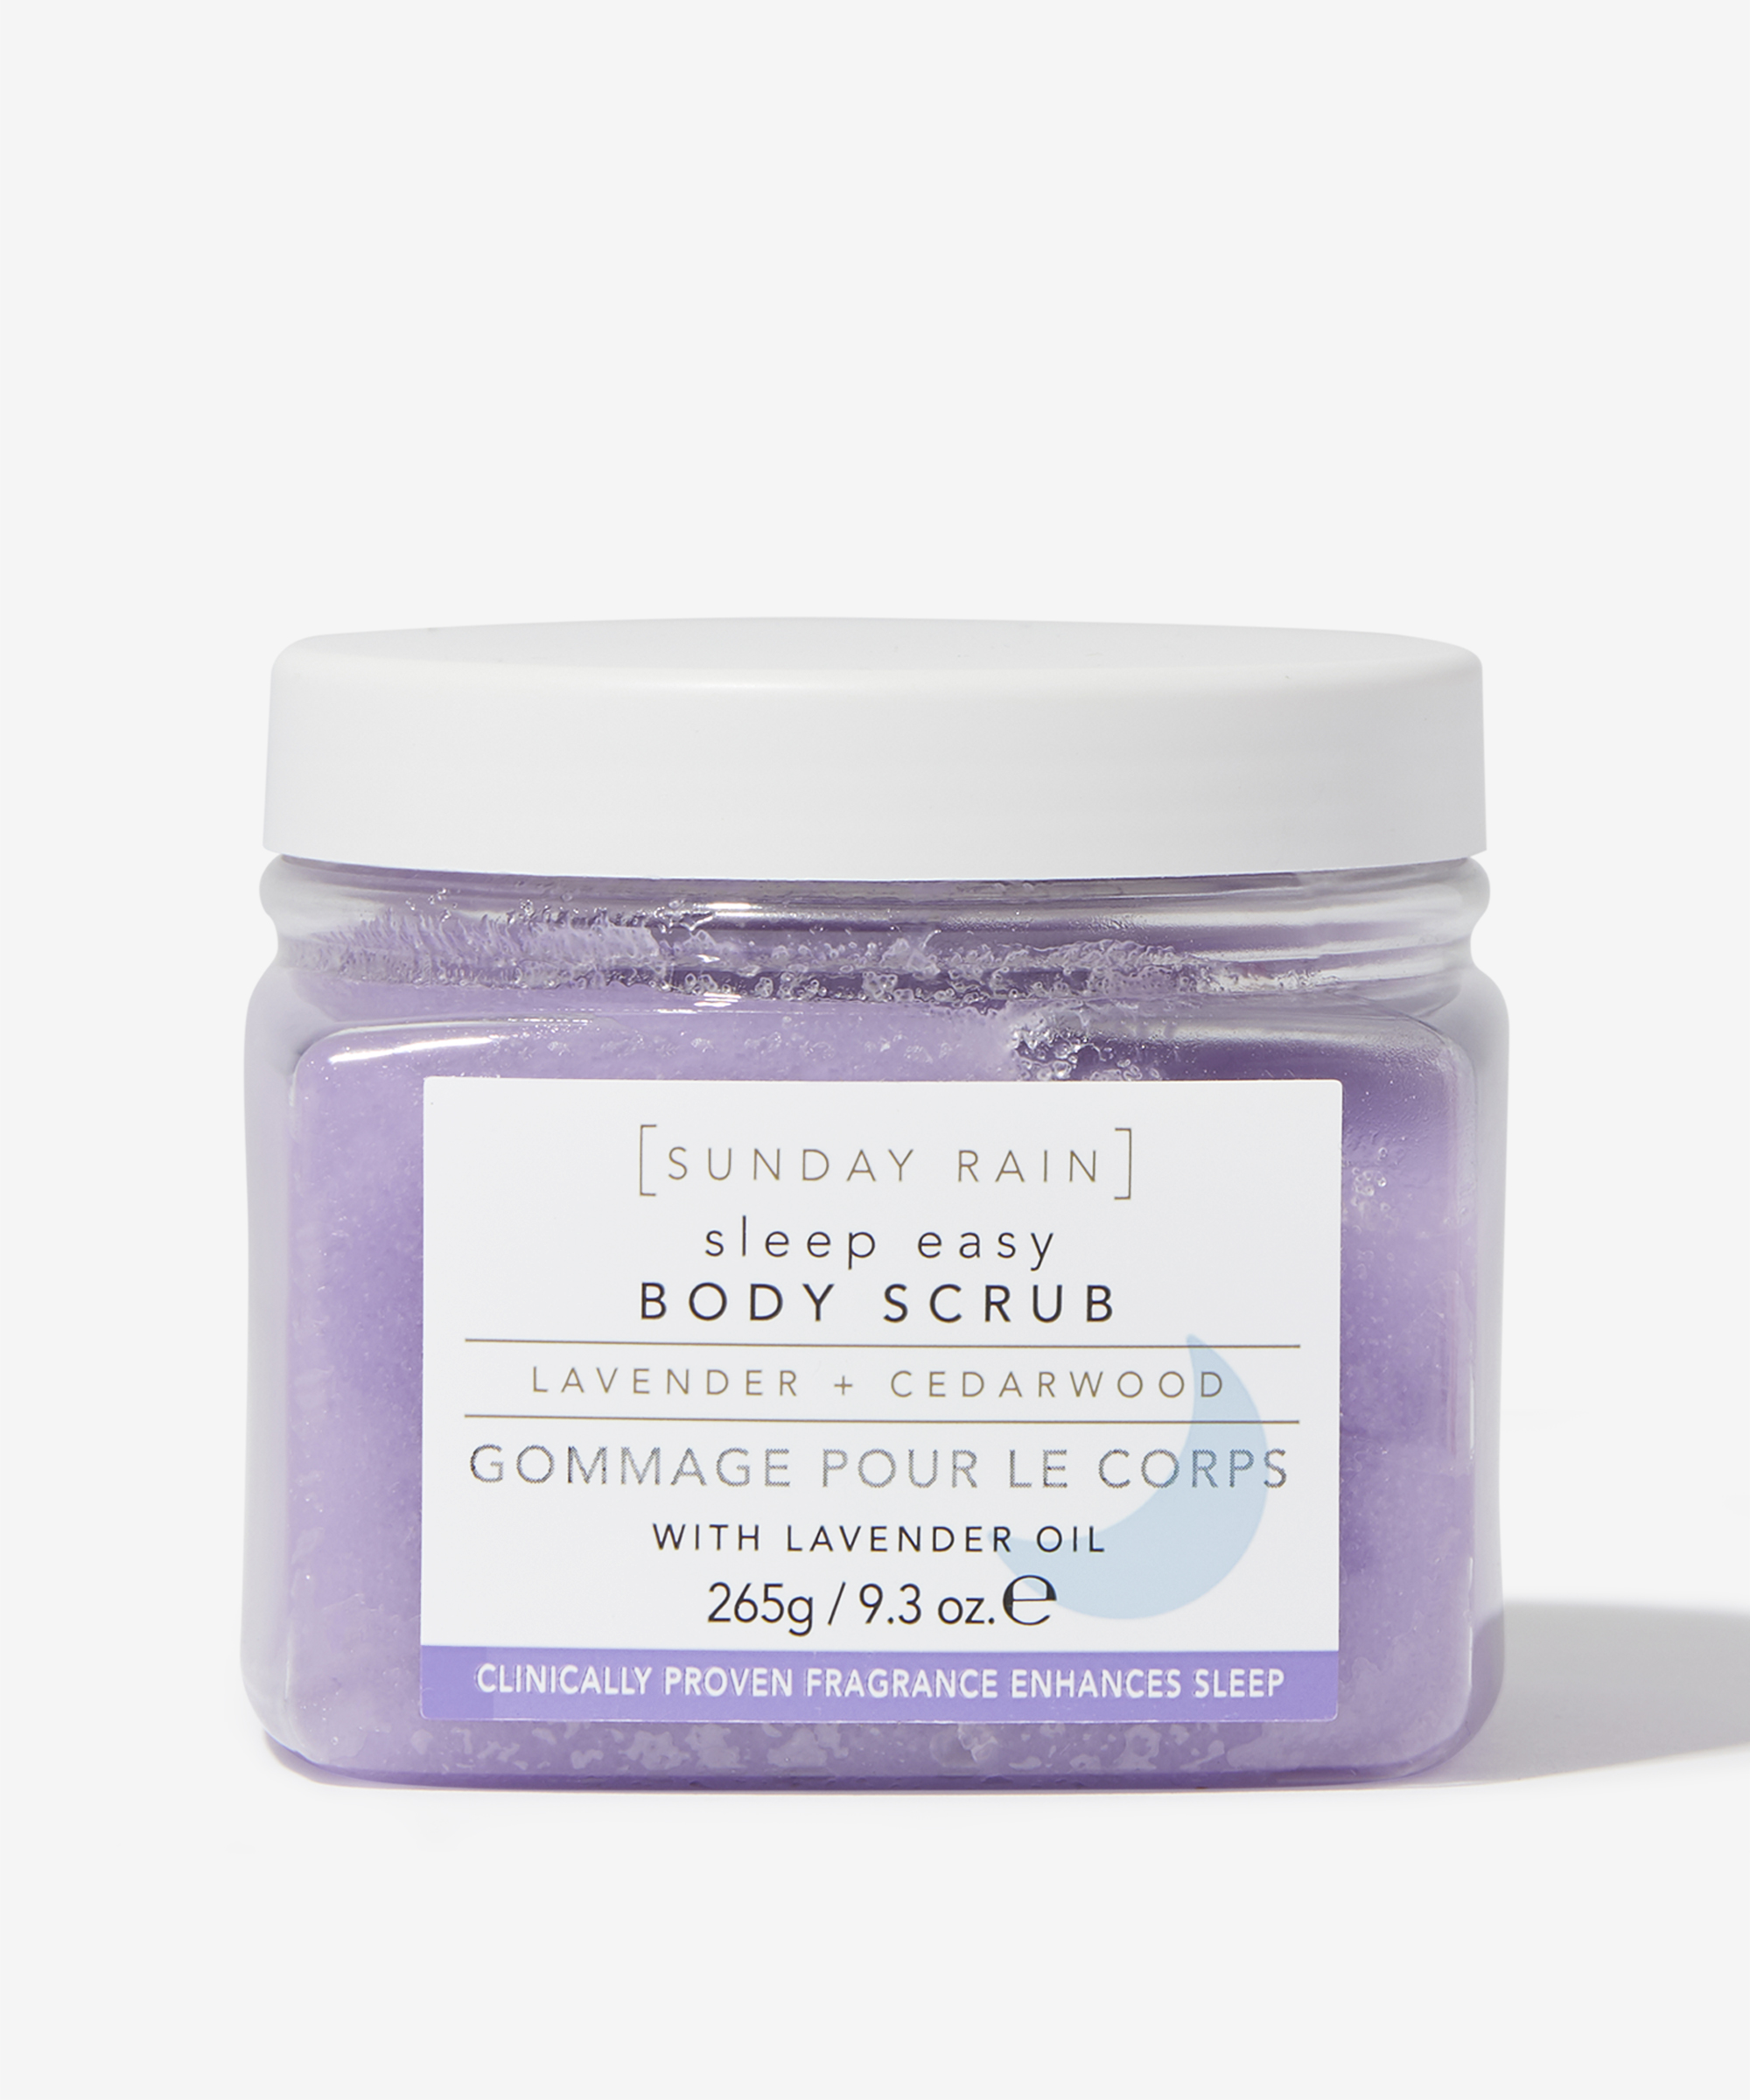 [SUNDAY RAIN]
sleep easy
BODY SCRUB
LAVENDER + CEDARWOOD
GOMMAGE POUR LE CORPS
WITH LAVENDER OIL
265g / 9.3 oz. ℮
CLINICALLY PROVEN FRAGRANCE ENHANCES SLEEP